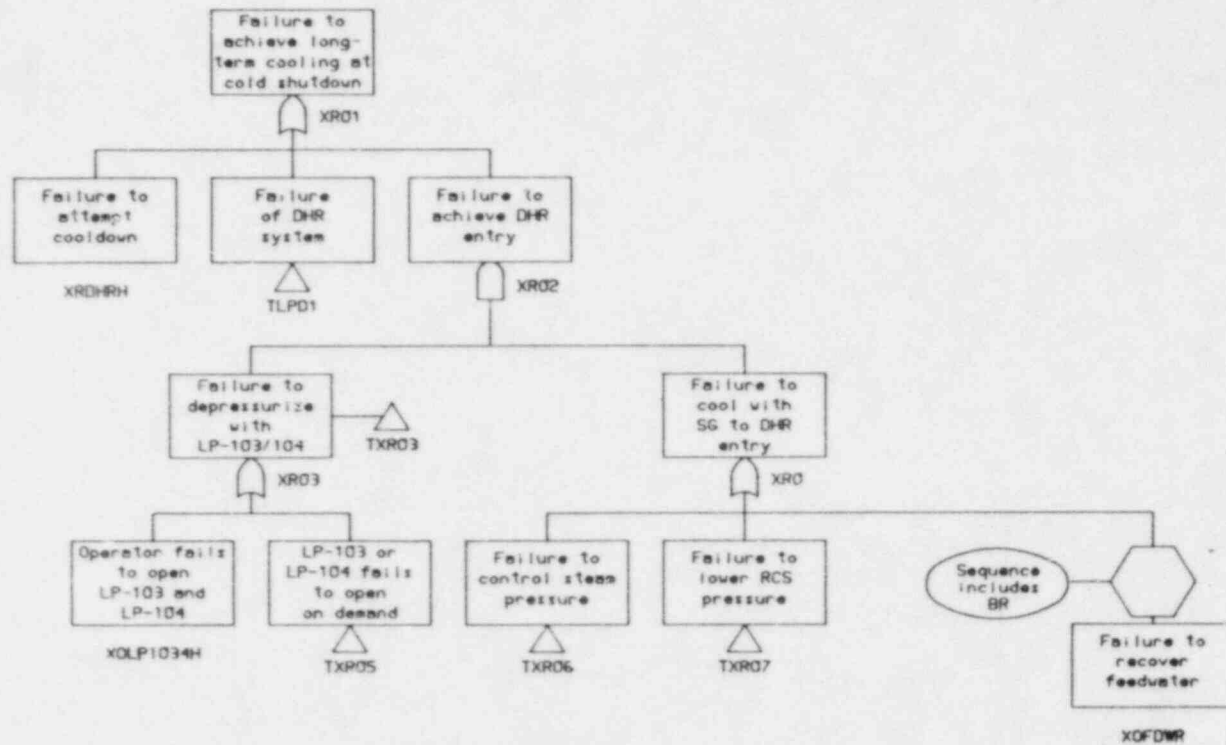 Failure to
achieve long-
term cooling at
cold shutdown
XR01
Failure to
attempt
cooldown
XRDHRH
Failure
of DHR
system
TLP01
Failure to
achieve DHR
entry
XR02
Failure to
depressurize
with
LP-103/104
TXR03
XR03
Failure to
cool with
SG to DHR
entry
XR0
Operator fails
to open
LP-103 and
LP-104
XOLP1034H
LP-103 or
LP-104 fails
to open
on demand
TXR05
Failure to
control steam
pressure
TXR06
Failure to
lower RCS
pressure
TXR07
Sequence
includes
BR
Failure to
recover
feedwater
XOFDWR